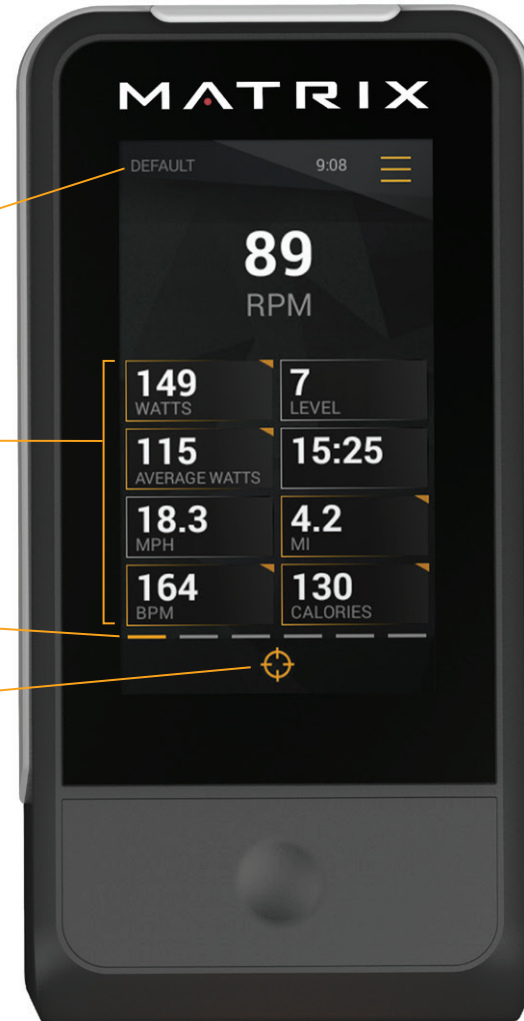 MATRIX
DEFAULT 9:08
89
RPM
149 7
WATTS LEVEL
115 15:25
AVERAGE WATTS
18.3 4.2
MPH MI
164 130
BPM CALORIES